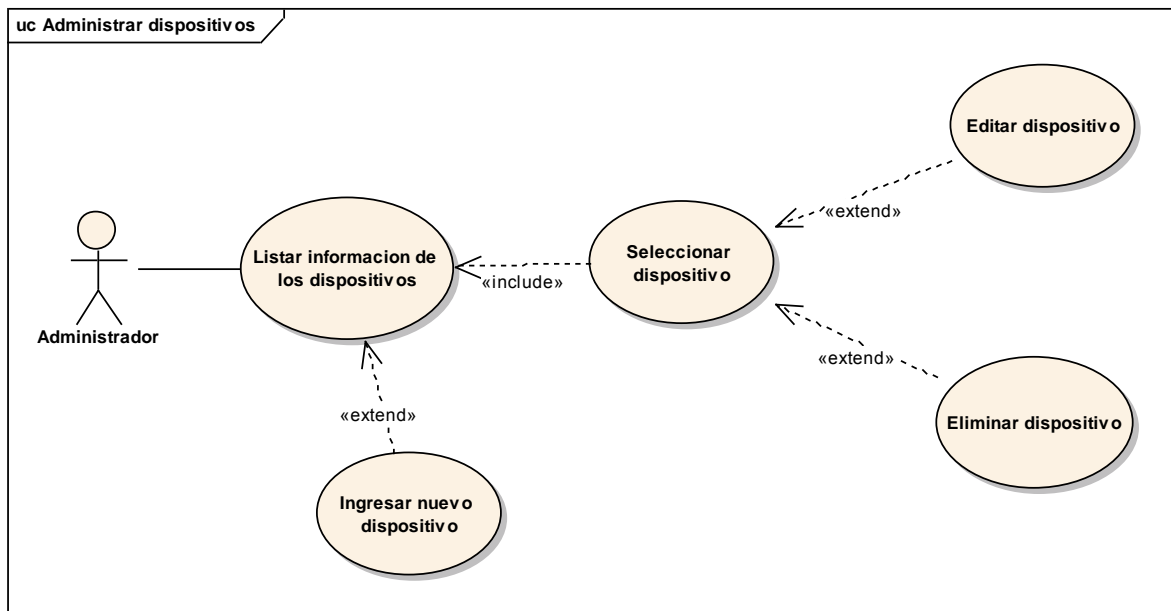 uc Administrar dispositivos
Editar dispositivo
«extend»
Listar informacion de
los dispositivos
Seleccionar
dispositivo
«include»
Administrador
«extend»
«extend»
Eliminar dispositivo
Ingresar nuevo
dispositivo